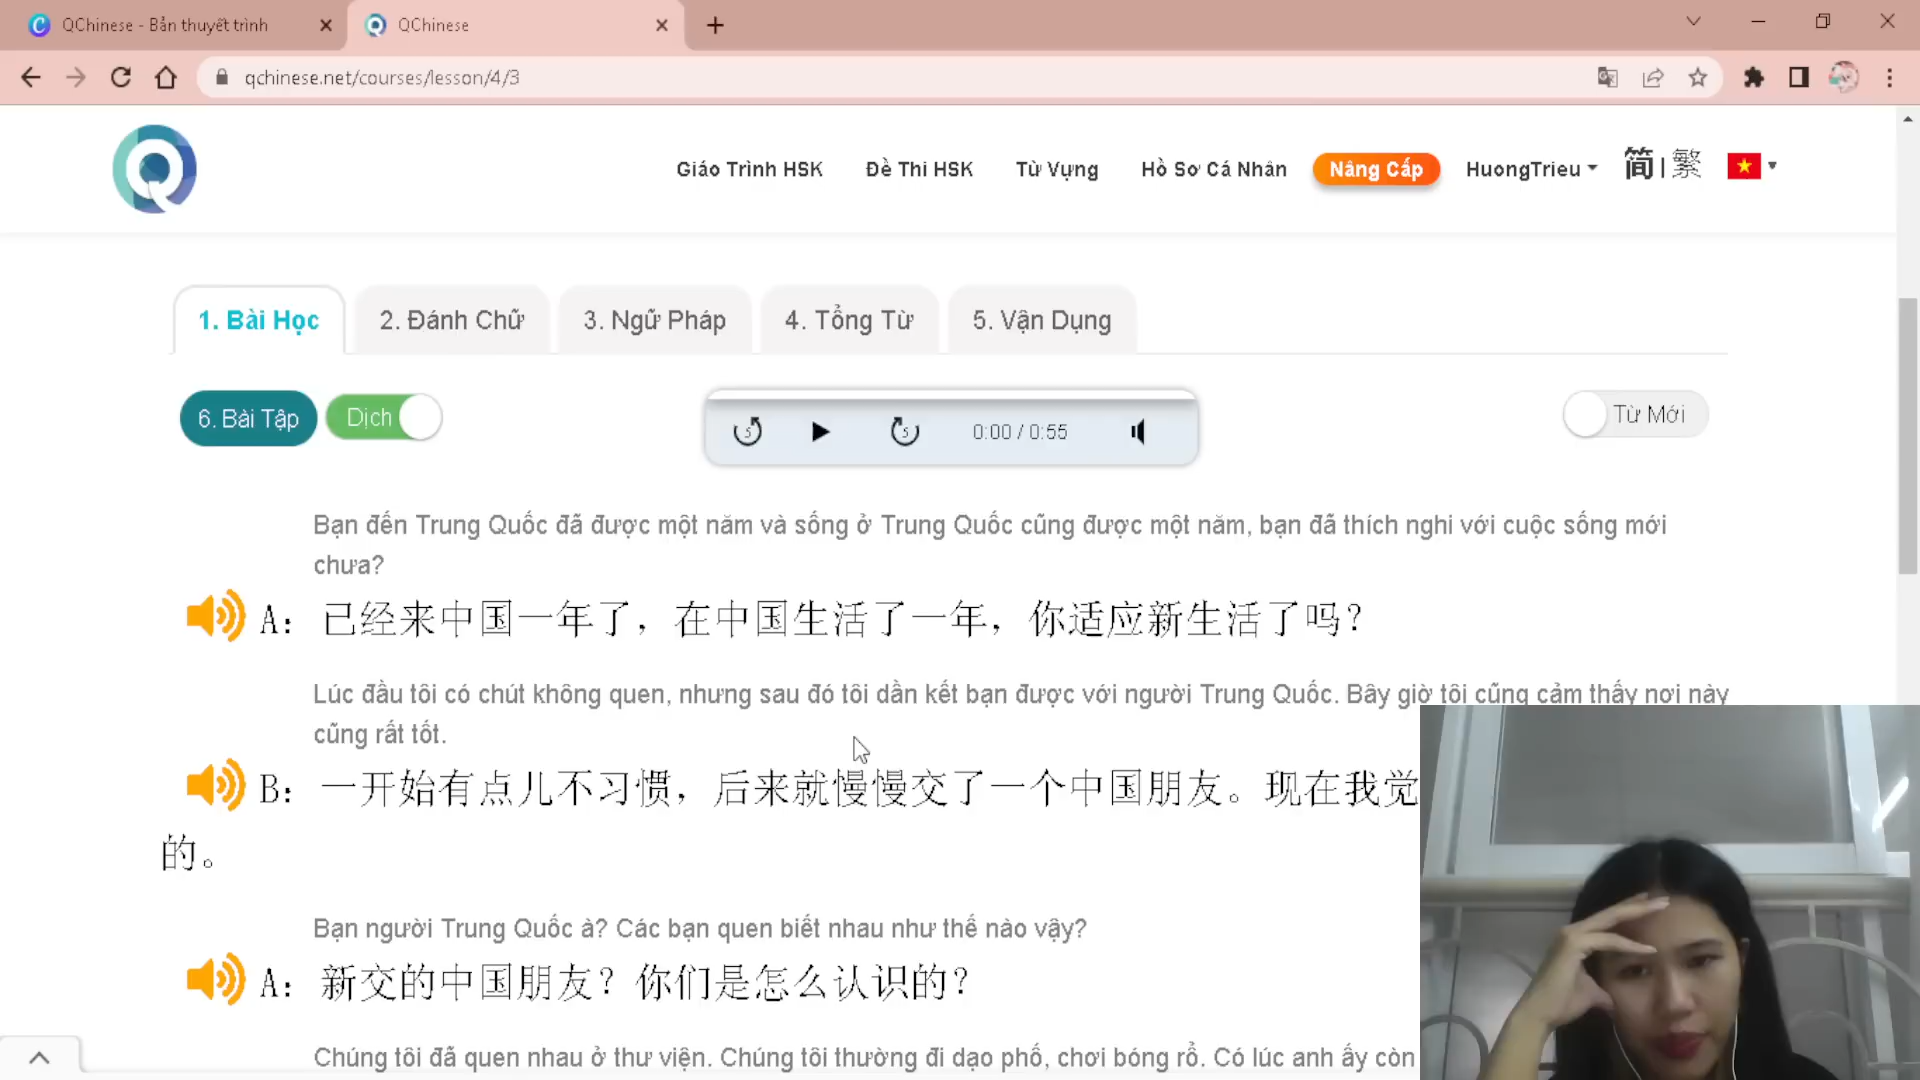 QChinese - Bản thuyết trình
QChinese
qchinese.net/courses/lesson/4/3
Giáo Trình HSK
Đề Thi HSK
Từ Vựng
Hồ Sơ Cá Nhân
Nâng Cấp
HuongTrieu
简 | 繁
1. Bài Học
2. Đánh Chữ
3. Ngữ Pháp
4. Tổng Từ
5. Vận Dụng
6. Bài Tập
Dịch
5
5
0:00 / 0:55
Từ Mới
Bạn đến Trung Quốc đã được một năm và sống ở Trung Quốc cũng được một năm, bạn đã thích nghi với cuộc sống mới
chưa?
A: 已经来中国一年了，在中国生活了一年，你适应新生活了吗？
Lúc đầu tôi có chút không quen, nhưng sau đó tôi dần kết bạn được với người Trung Quốc. Bây giờ tôi cũng cảm thấy nơi này
cũng rất tốt.
B: 一开始有点儿不习惯，后来就慢慢交了一个中国朋友。现在我觉
的。
Bạn người Trung Quốc à? Các bạn quen biết nhau như thế nào vậy?
A: 新交的中国朋友？你们是怎么认识的？
Chúng tôi đã quen nhau ở thư viện. Chúng tôi thường đi dạo phố, chơi bóng rổ. Có lúc anh ấy còn